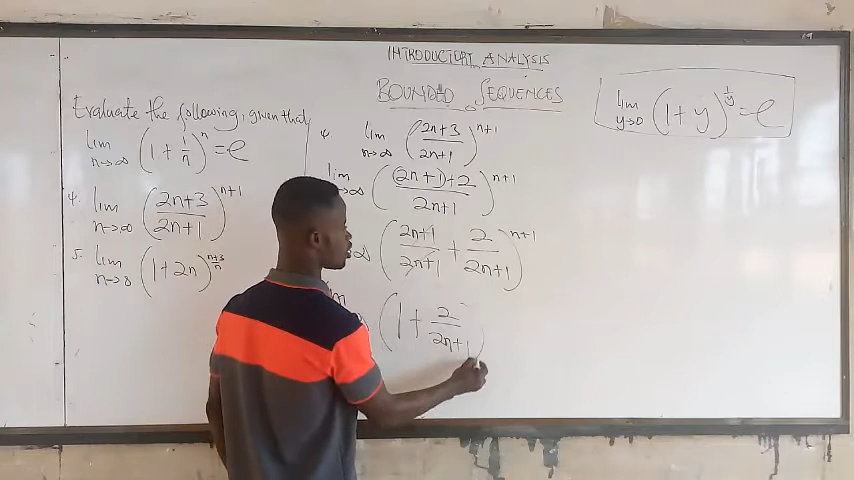 INTRODUCTORY ANALYSIS
BOUNDED SEQUENCES
Evaluate the following, given that
lim n→∞ (1 + 1/n)^n = e
4. lim n→∞ ((2n+3)/(2n+1))^(n+1)
5. lim n→0 (1+2n)^((n+3)/n)
4. lim n→∞ ((2n+3)/(2n+1))^(n+1)
lim →∞ (((2n+1)+2)/(2n+1))^(n+1)
∞ ((2n+1)/(2n+1) + 2/(2n+1))^(n+1)
(1 + 2/(2n+1))
lim y→0 (1+y)^(1/y) = e